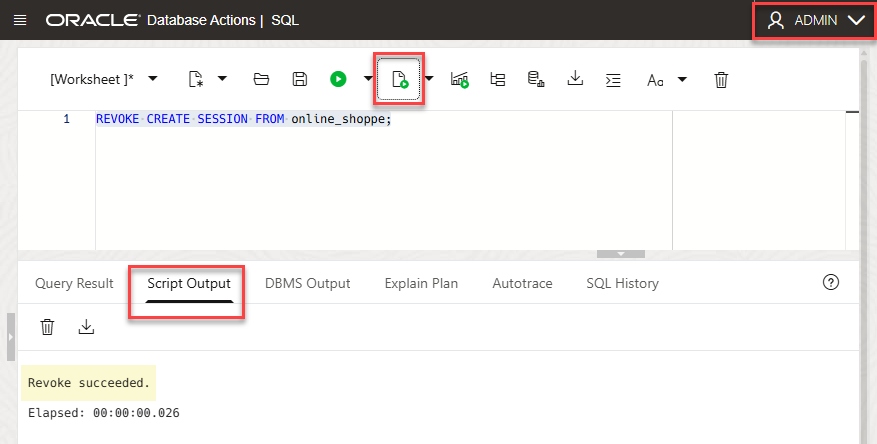 ORACLE Database Actions | SQL ADMIN
[Worksheet ]* Aa
1 REVOKE CREATE SESSION FROM online_shoppe;
Query Result Script Output DBMS Output Explain Plan Autotrace SQL History ?
Revoke succeeded.
Elapsed: 00:00:00.026